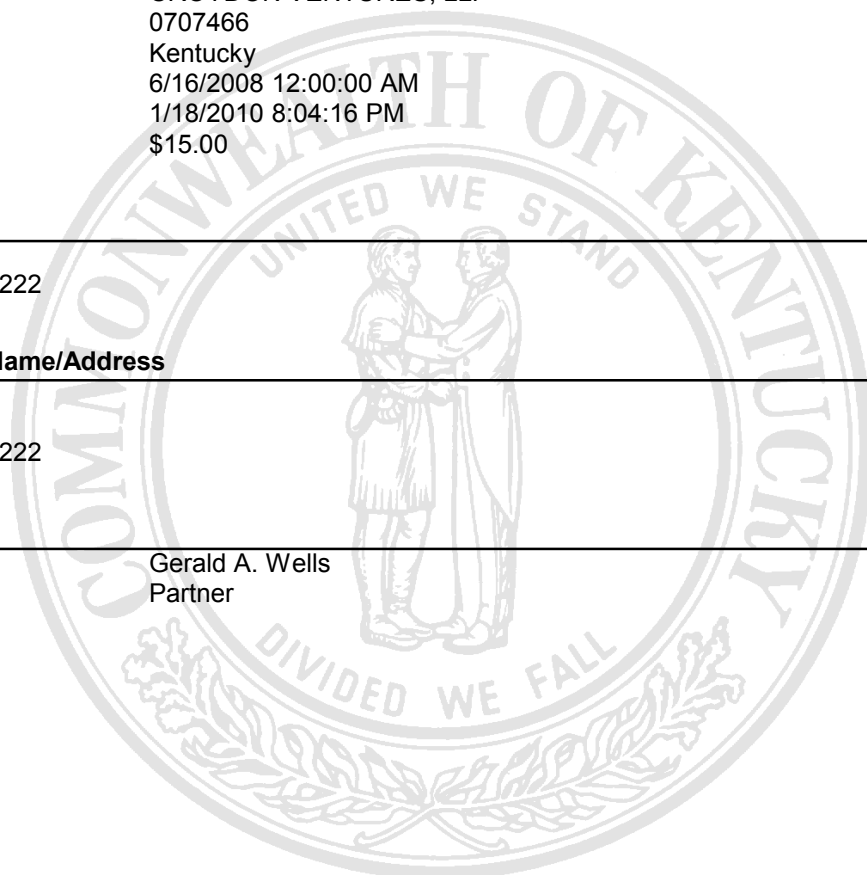 0707466
Kentucky
6/16/2008 12:00:00 AM
1/18/2010 8:04:16 PM
$15.00
222
Name/Address
222
Gerald A. Wells
Partner
COMMONWEALTH OF KENTUCKY
UNITED WE STAND
DIVIDED WE FALL